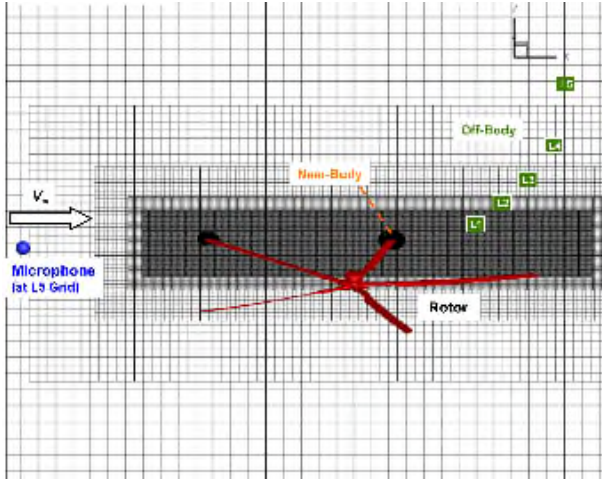 L5
Off-Body
L4
Near-Body
L3
L2
V∞
L1
Microphone
(at L5 Grid)
Rotor